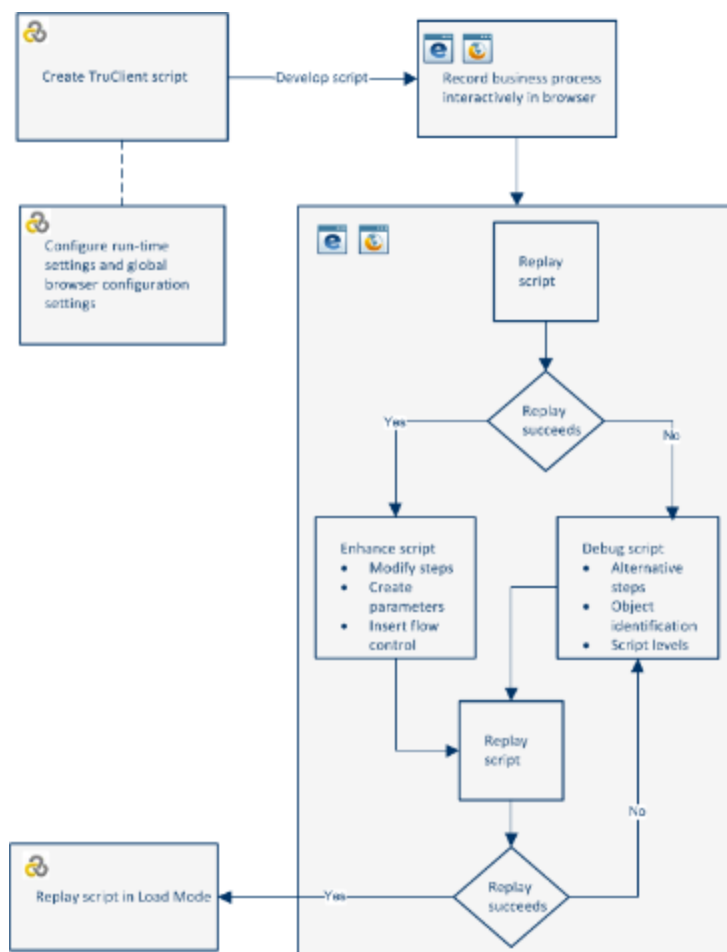 Create TruClient script
Develop script
Record business process
interactively in browser
Configure run-time
settings and global
browser configuration
settings
Replay
script
Replay
succeeds
Yes
No
Enhance script
• Modify steps
• Create
parameters
• Insert flow
control
Debug script
• Alternative
steps
• Object
identification
• Script levels
Replay
script
No
Replay script in Load Mode
Yes
Replay
succeeds